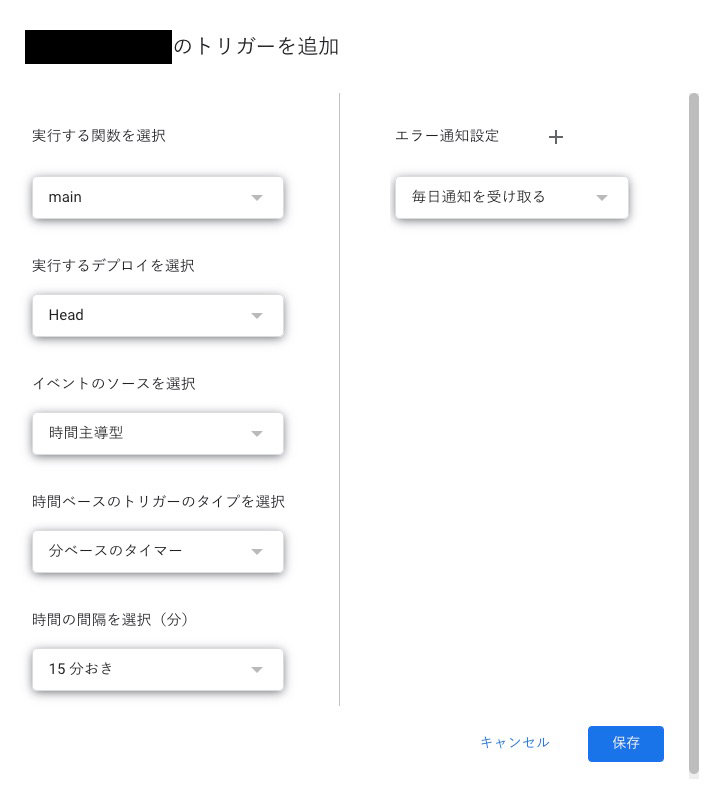 のトリガーを追加
実行する関数を選択
main
実行するデプロイを選択
Head
イベントのソースを選択
時間主導型
時間ベースのトリガーのタイプを選択
分ベースのタイマー
時間の間隔を選択（分）
15 分おき
エラー通知設定
毎日通知を受け取る
キャンセル
保存